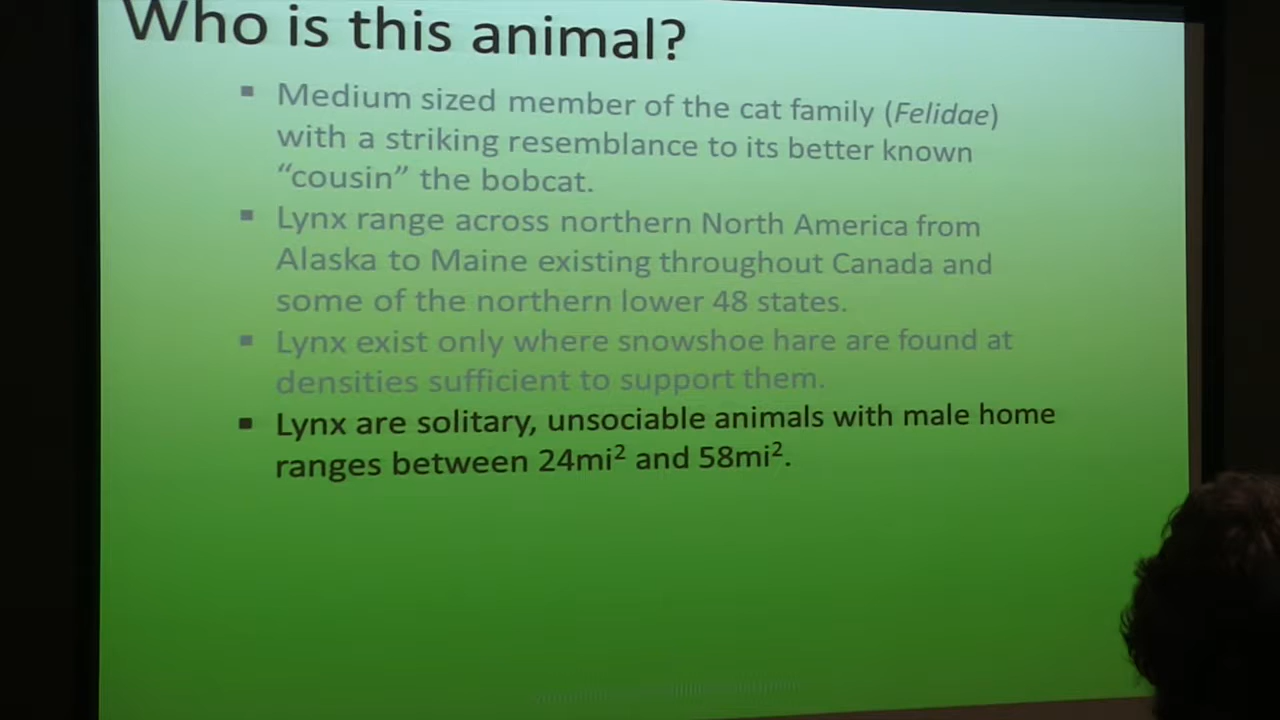 Who is this animal?
▪ Medium sized member of the cat family (Felidae)
with a striking resemblance to its better known
“cousin” the bobcat.
▪ Lynx range across northern North America from
Alaska to Maine existing throughout Canada and
some of the northern lower 48 states.
▪ Lynx exist only where snowshoe hare are found at
densities sufficient to support them.
▪ Lynx are solitary, unsociable animals with male home
ranges between 24mi² and 58mi².